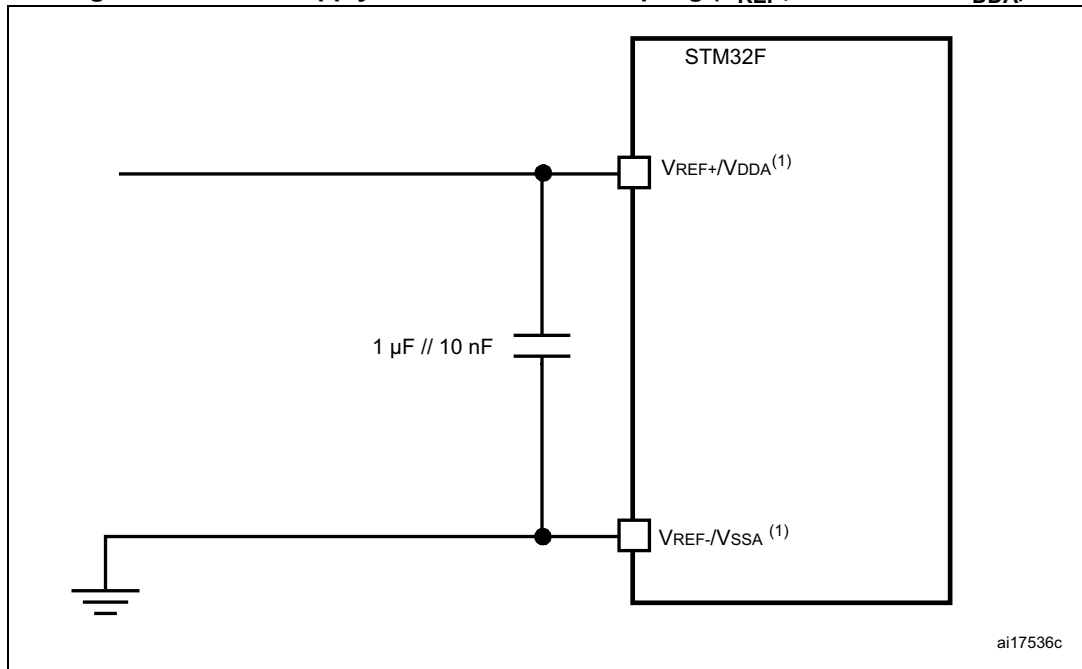 STM32F
VREF+/VDDA(1)
1 µF // 10 nF
VREF-/VSSA (1)
ai17536c